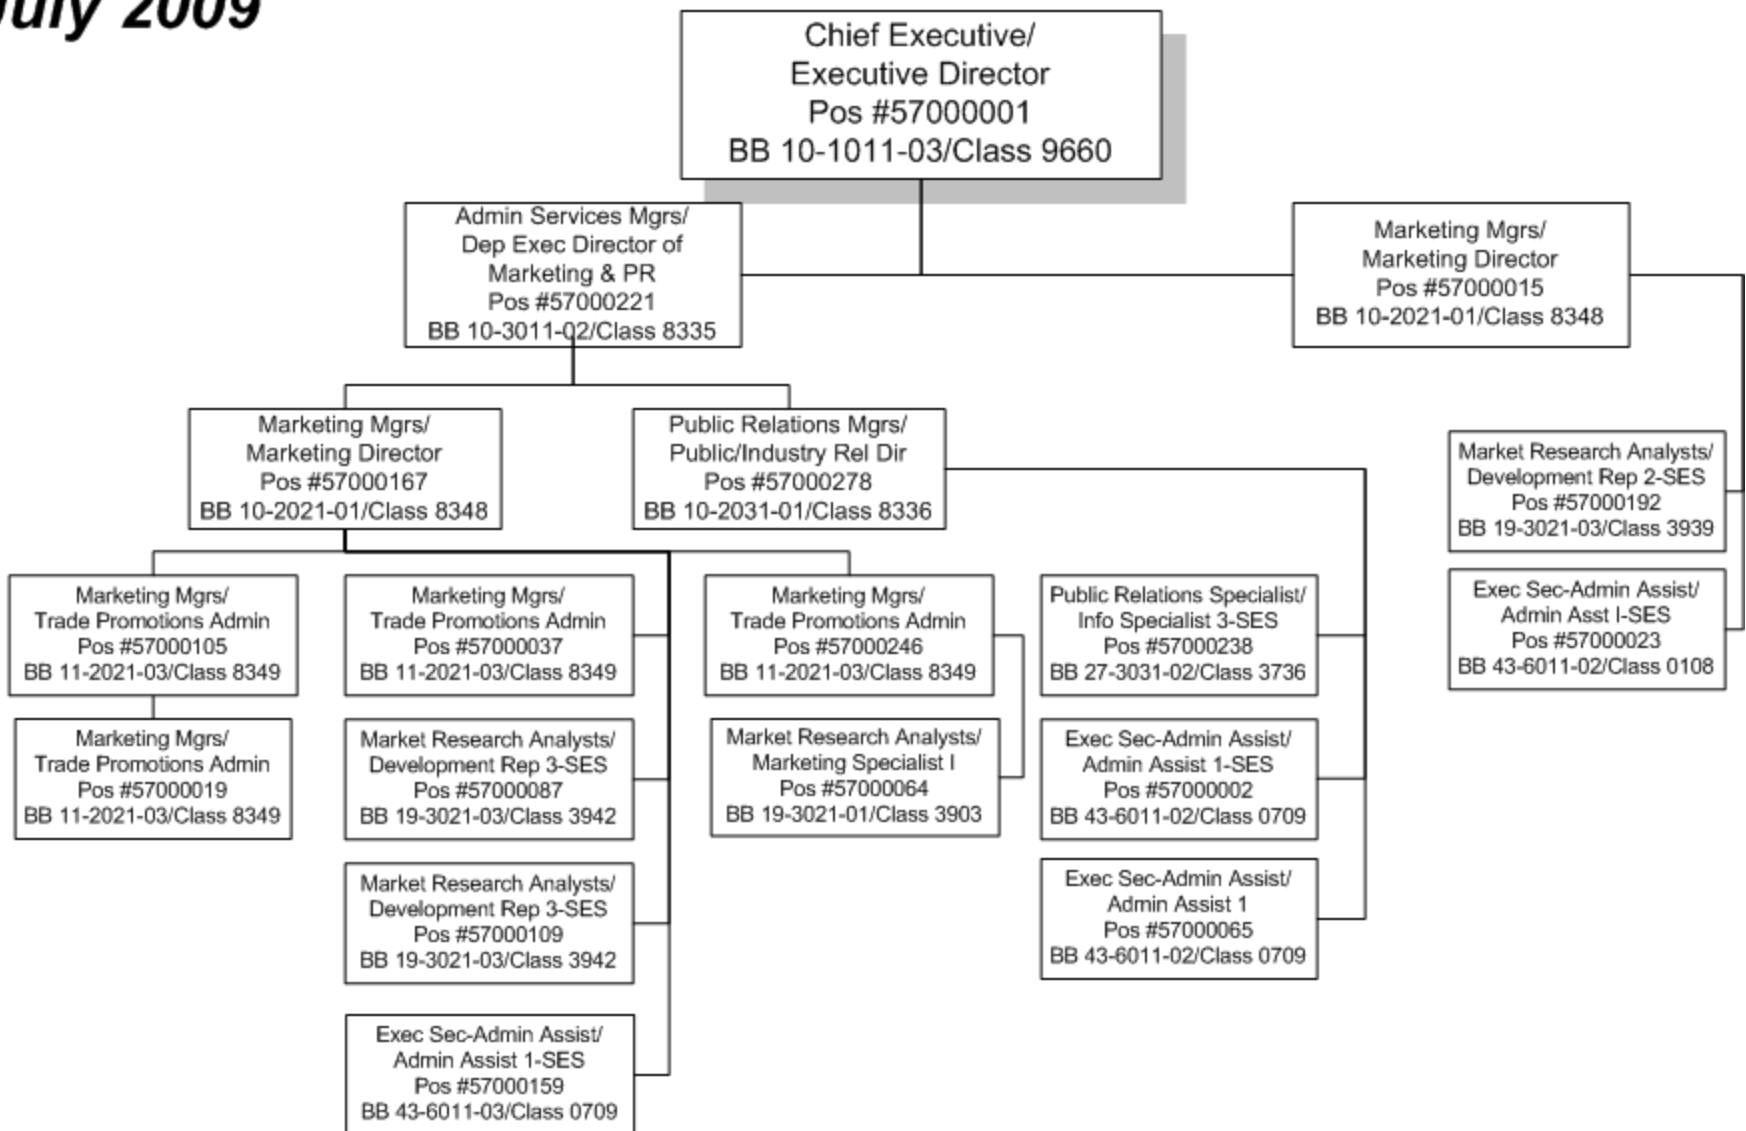 July 2009
Chief Executive/
Executive Director
Pos #57000001
BB 10-1011-03/Class 9660
Admin Services Mgrs/
Dep Exec Director of
Marketing & PR
Pos #57000221
BB 10-3011-02/Class 8335
Marketing Mgrs/
Marketing Director
Pos #57000015
BB 10-2021-01/Class 8348
Marketing Mgrs/
Marketing Director
Pos #57000167
BB 10-2021-01/Class 8348
Public Relations Mgrs/
Public/Industry Rel Dir
Pos #57000278
BB 10-2031-01/Class 8336
Market Research Analysts/
Development Rep 2-SES
Pos #57000192
BB 19-3021-03/Class 3939
Exec Sec-Admin Assist/
Admin Asst I-SES
Pos #57000023
BB 43-6011-02/Class 0108
Marketing Mgrs/
Trade Promotions Admin
Pos #57000105
BB 11-2021-03/Class 8349
Marketing Mgrs/
Trade Promotions Admin
Pos #57000037
BB 11-2021-03/Class 8349
Marketing Mgrs/
Trade Promotions Admin
Pos #57000246
BB 11-2021-03/Class 8349
Public Relations Specialist/
Info Specialist 3-SES
Pos #57000238
BB 27-3031-02/Class 3736
Marketing Mgrs/
Trade Promotions Admin
Pos #57000019
BB 11-2021-03/Class 8349
Market Research Analysts/
Development Rep 3-SES
Pos #57000087
BB 19-3021-03/Class 3942
Market Research Analysts/
Marketing Specialist I
Pos #57000064
BB 19-3021-01/Class 3903
Exec Sec-Admin Assist/
Admin Assist 1-SES
Pos #57000002
BB 43-6011-02/Class 0709
Market Research Analysts/
Development Rep 3-SES
Pos #57000109
BB 19-3021-03/Class 3942
Exec Sec-Admin Assist/
Admin Assist 1
Pos #57000065
BB 43-6011-02/Class 0709
Exec Sec-Admin Assist/
Admin Assist 1-SES
Pos #57000159
BB 43-6011-03/Class 0709